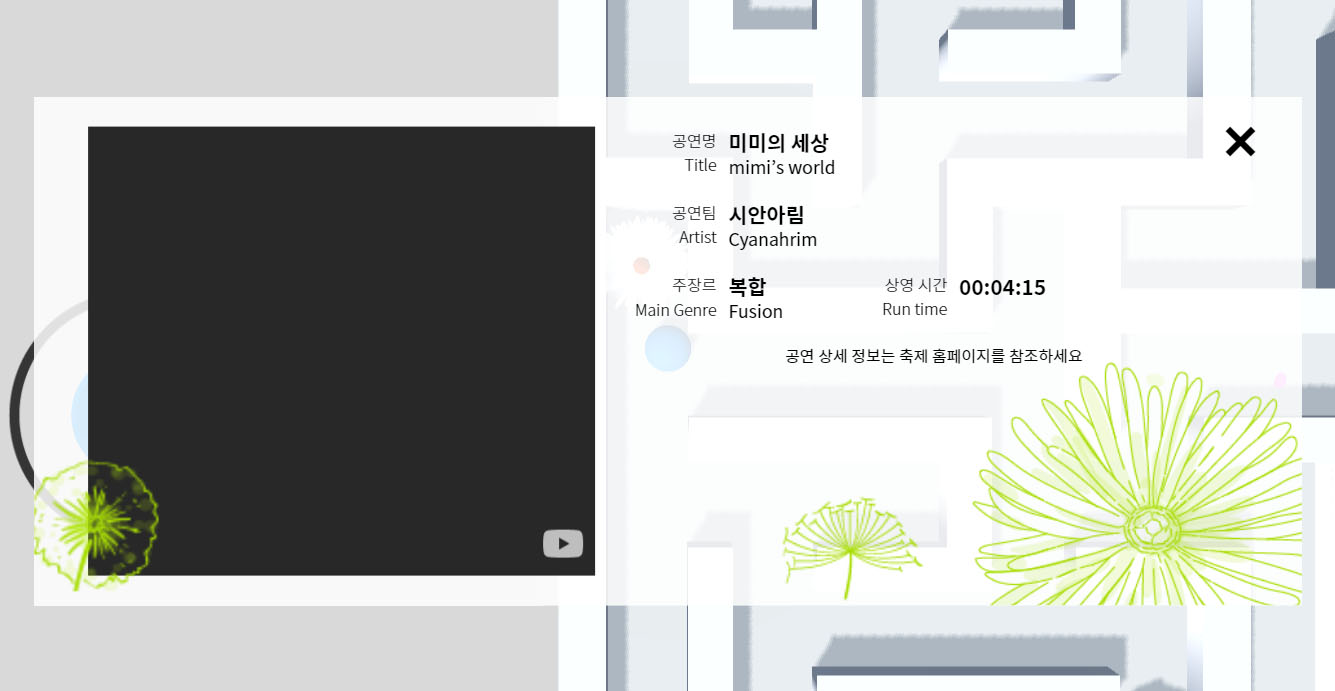 공연명 미미의 세상
Title mimi’s world
공연팀 시안아림
Artist Cyanahrim
주장르 복합 상영 시간 00:04:15
Main Genre Fusion Run time
공연 상세 정보는 축제 홈페이지를 참조하세요